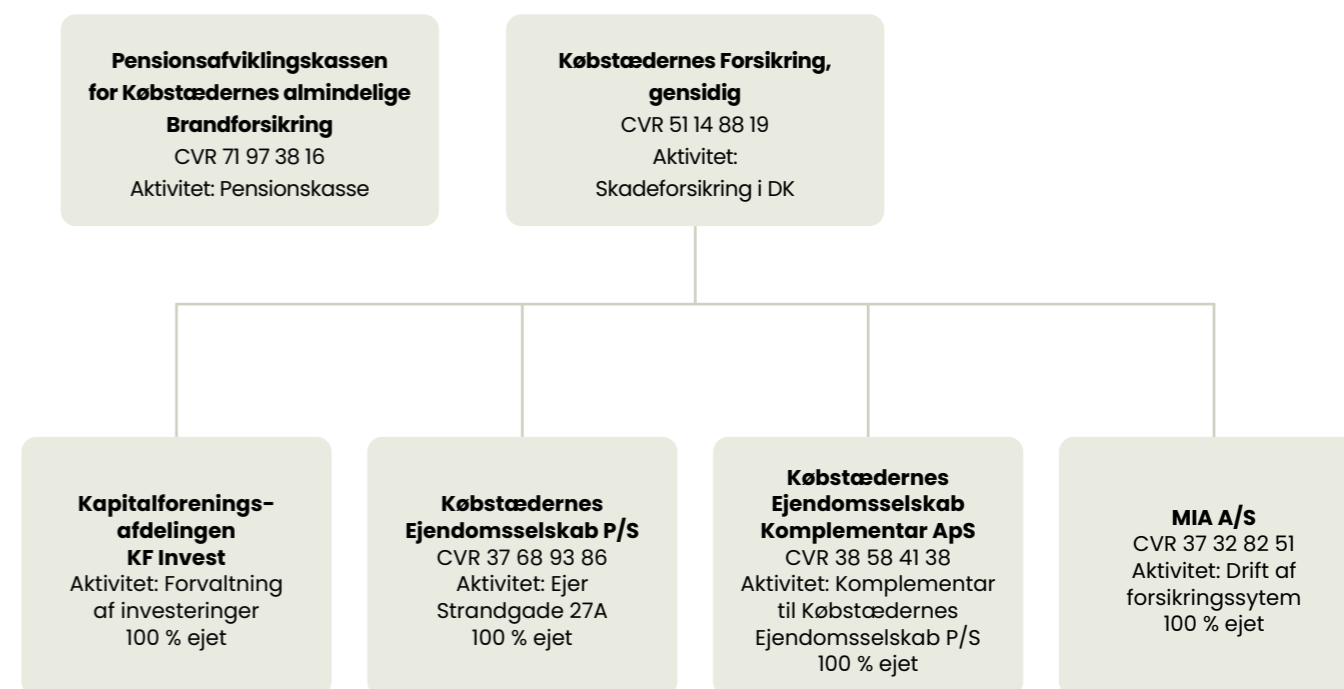 Pensionsafviklingskassen
for Købstædernes almindelige
Brandforsikring
CVR 71 97 38 16
Aktivitet: Pensionskasse
Købstædernes Forsikring,
gensidig
CVR 51 14 88 19
Aktivitet:
Skadeforsikring i DK
Kapitalforenings-
afdelingen
KF Invest
Aktivitet: Forvaltning
af investeringer
100 % ejet
Købstædernes
Ejendomsselskab P/S
CVR 37 68 93 86
Aktivitet: Ejer
Strandgade 27A
100 % ejet
Købstædernes
Ejendomsselskab
Komplementar ApS
CVR 38 58 41 38
Aktivitet: Komplementar
til Købstædernes
Ejendomsselskab P/S
100 % ejet
MIA A/S
CVR 37 32 82 51
Aktivitet: Drift af
forsikringssytem
100 % ejet